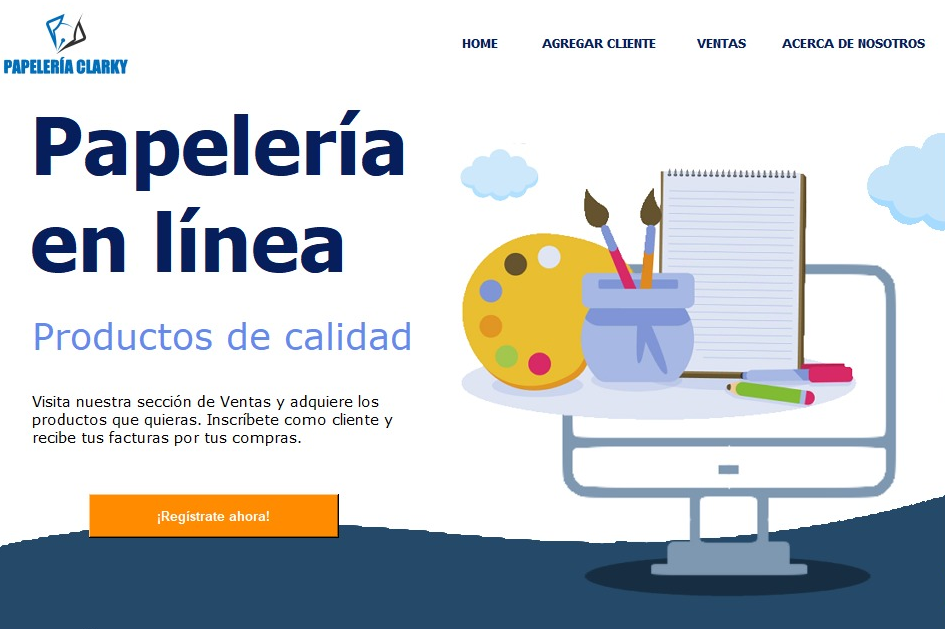 PAPELERÍA CLARKY
HOME AGREGAR CLIENTE VENTAS ACERCA DE NOSOTROS
Papelería
en línea
Productos de calidad
Visita nuestra sección de Ventas y adquiere los
productos que quieras. Inscríbete como cliente y
recibe tus facturas por tus compras.
¡Regístrate ahora!